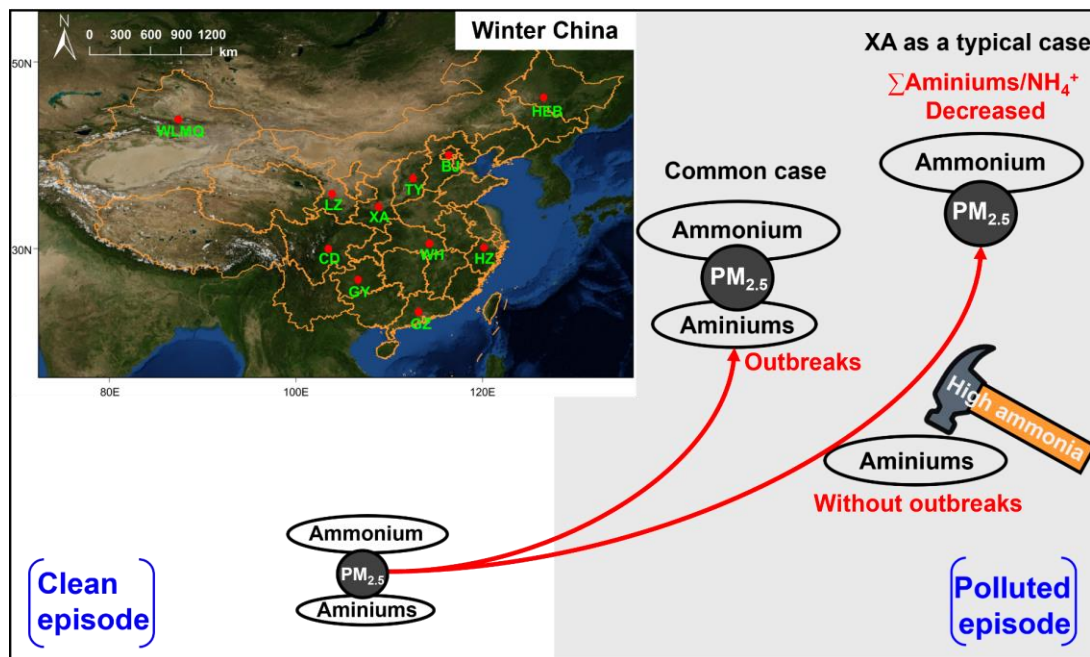 N
0 300 600 900 1200
km
Winter China
50N
30N
80E
100E
120E
WLMQ
HEB
BJ
TY
LZ
XA
CD
WH
HZ
GY
GZ
XA as a typical case
∑Aminiums/NH₄⁺
Decreased
Ammonium
PM₂.₅
Common case
Ammonium
PM₂.₅
Aminiums
Outbreaks
High ammonia
Aminiums
Without outbreaks
Ammonium
PM₂.₅
Aminiums
Clean
episode
Polluted
episode